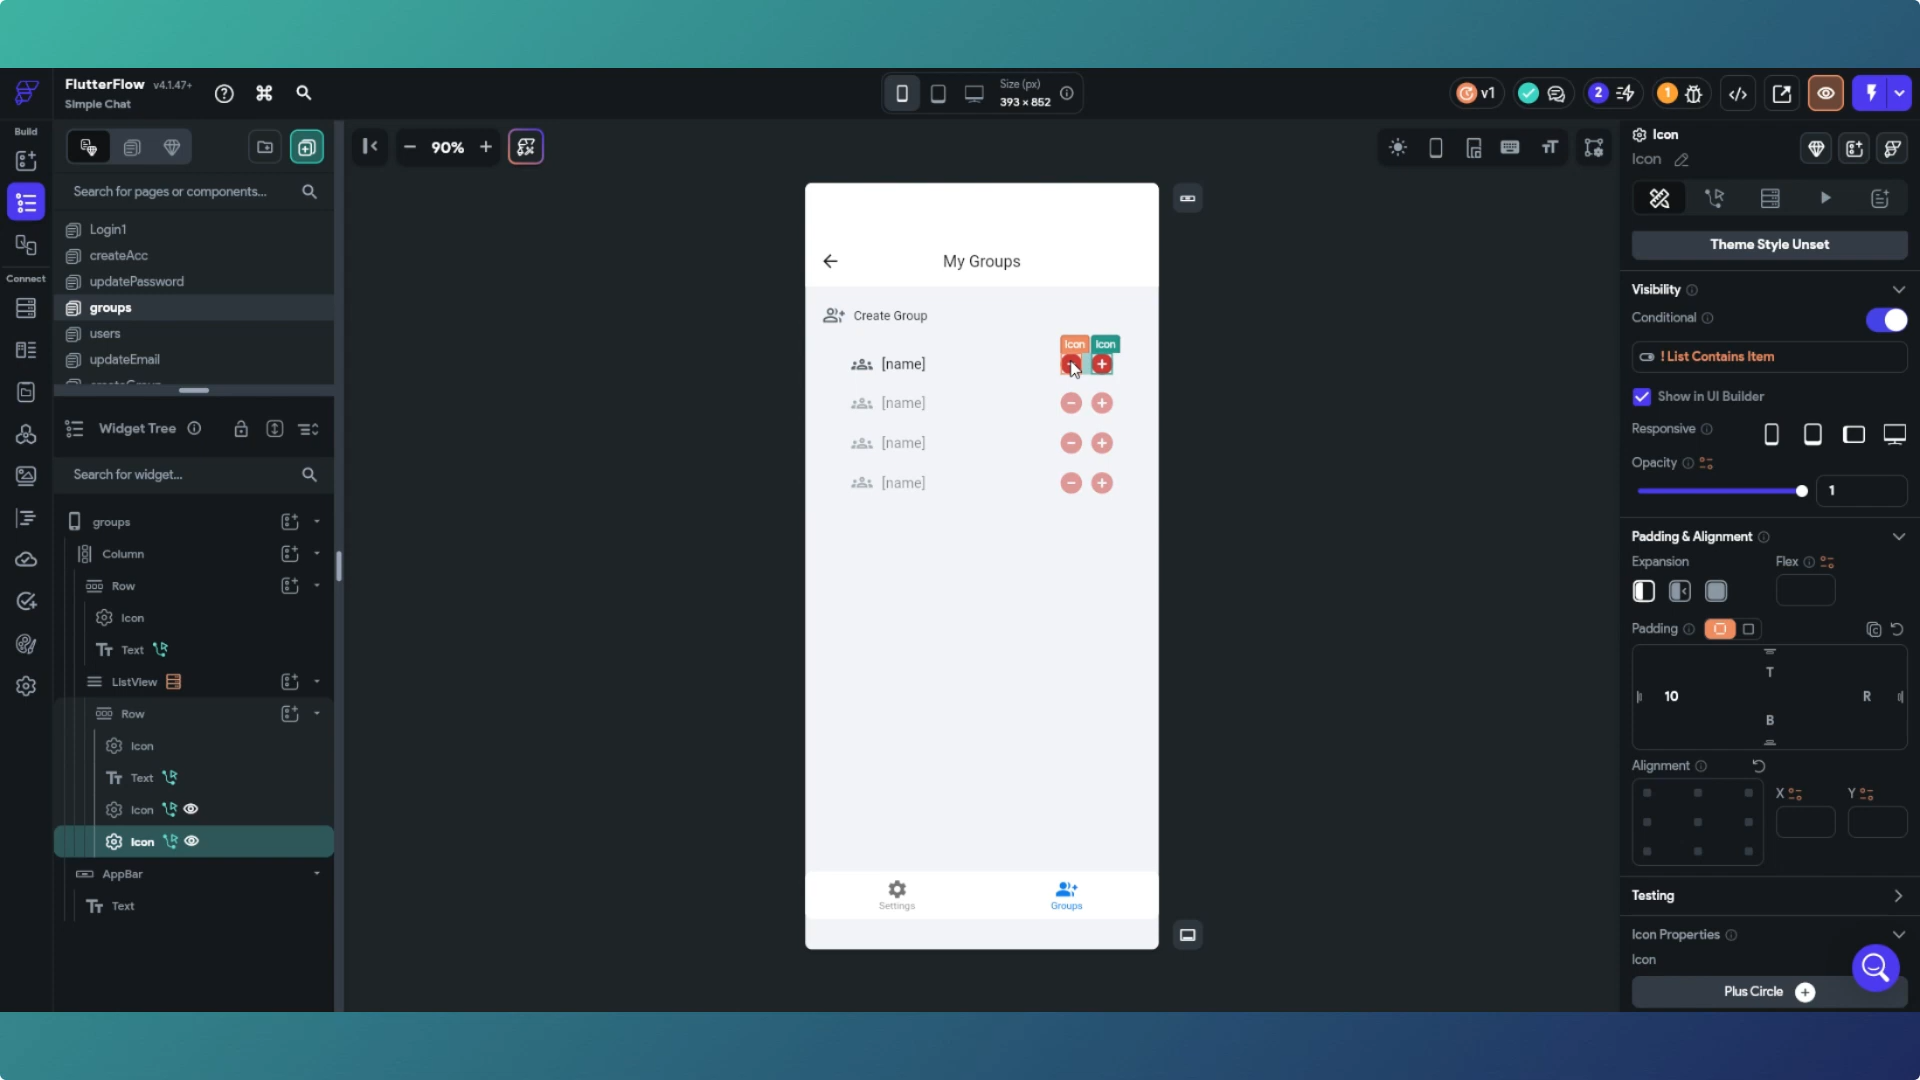 FlutterFlow v4.1.47+
Simple Chat
Size (px)
393 × 852
v1
2
1
Build
Connect
Search for pages or components...
Login1
createAcc
updatePassword
groups
users
updateEmail
createGroup
Widget Tree
Search for widget...
groups
Column
Row
Icon
Text
ListView
Row
Icon
Text
Icon
Icon
AppBar
Text
90%
My Groups
Create Group
Icon Icon
[name]
[name]
[name]
[name]
Settings
Groups
Icon
Icon
Theme Style Unset
Visibility
Conditional
! List Contains Item
Show in UI Builder
Responsive
Opacity
1
Padding & Alignment
Expansion
Flex
Padding
T
10
R
B
Alignment
X
Y
Testing
Icon Properties
Icon
Plus Circle